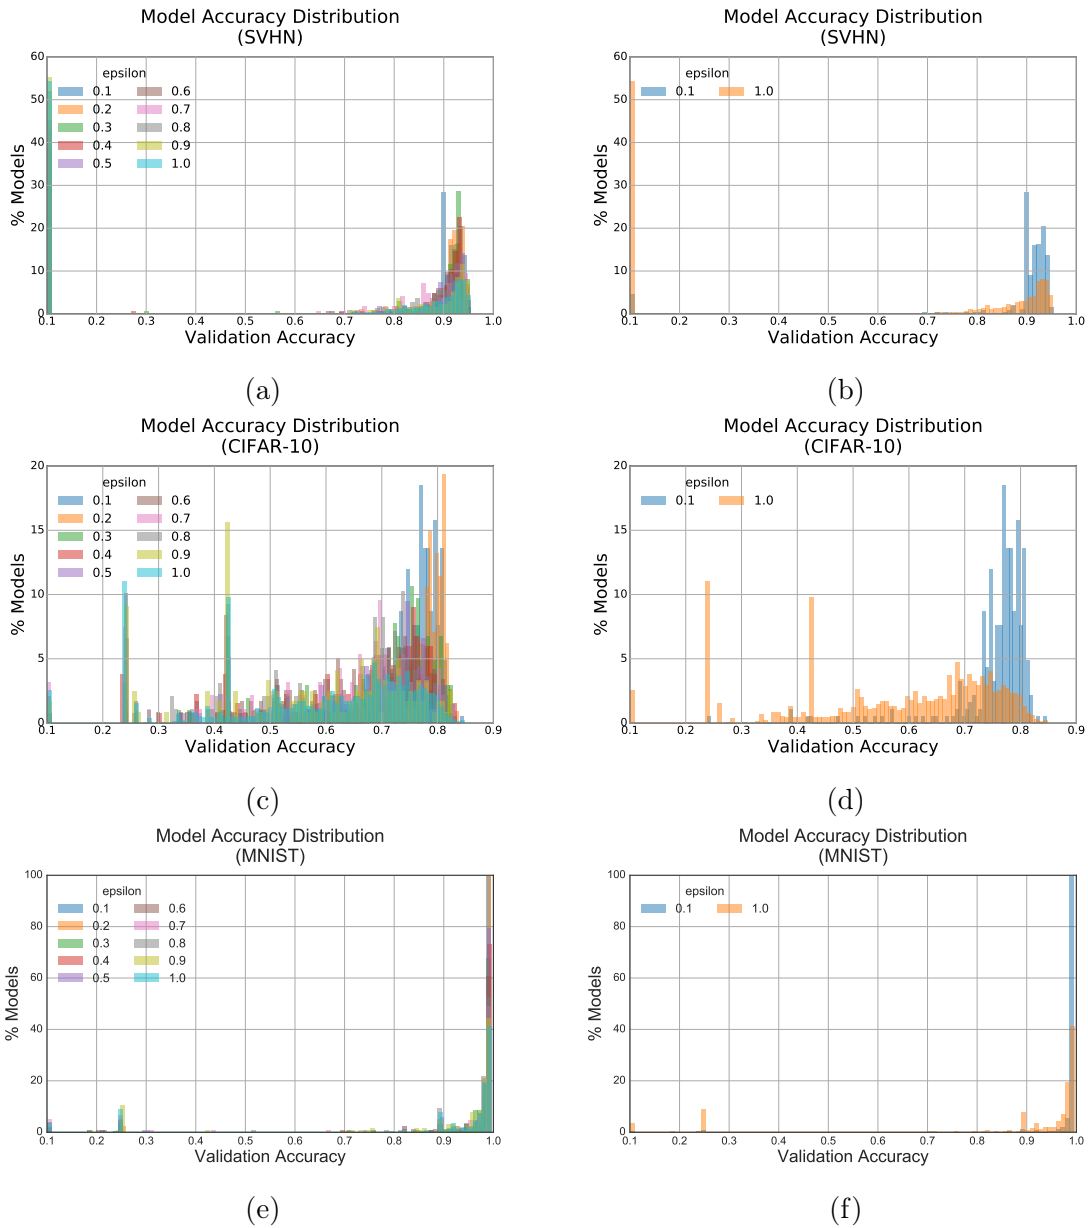 Model Accuracy Distribution
(SVHN)
% Models
60
50
40
30
20
10
0
epsilon
0.1 0.6
0.2 0.7
0.3 0.8
0.4 0.9
0.5 1.0
0.1 0.2 0.3 0.4 0.5 0.6 0.7 0.8 0.9 1.0
Validation Accuracy
(a)
Model Accuracy Distribution
(SVHN)
% Models
60
50
40
30
20
10
0
epsilon
0.1 1.0
0.1 0.2 0.3 0.4 0.5 0.6 0.7 0.8 0.9 1.0
Validation Accuracy
(b)
Model Accuracy Distribution
(CIFAR-10)
% Models
20
15
10
5
0
epsilon
0.1 0.6
0.2 0.7
0.3 0.8
0.4 0.9
0.5 1.0
0.1 0.2 0.3 0.4 0.5 0.6 0.7 0.8 0.9
Validation Accuracy
(c)
Model Accuracy Distribution
(CIFAR-10)
% Models
20
15
10
5
0
epsilon
0.1 1.0
0.1 0.2 0.3 0.4 0.5 0.6 0.7 0.8 0.9
Validation Accuracy
(d)
Model Accuracy Distribution
(MNIST)
% Models
100
80
60
40
20
0
epsilon
0.1 0.6
0.2 0.7
0.3 0.8
0.4 0.9
0.5 1.0
0.1 0.2 0.3 0.4 0.5 0.6 0.7 0.8 0.9 1.0
Validation Accuracy
(e)
Model Accuracy Distribution
(MNIST)
% Models
100
80
60
40
20
0
epsilon
0.1 1.0
0.1 0.2 0.3 0.4 0.5 0.6 0.7 0.8 0.9 1.0
Validation Accuracy
(f)